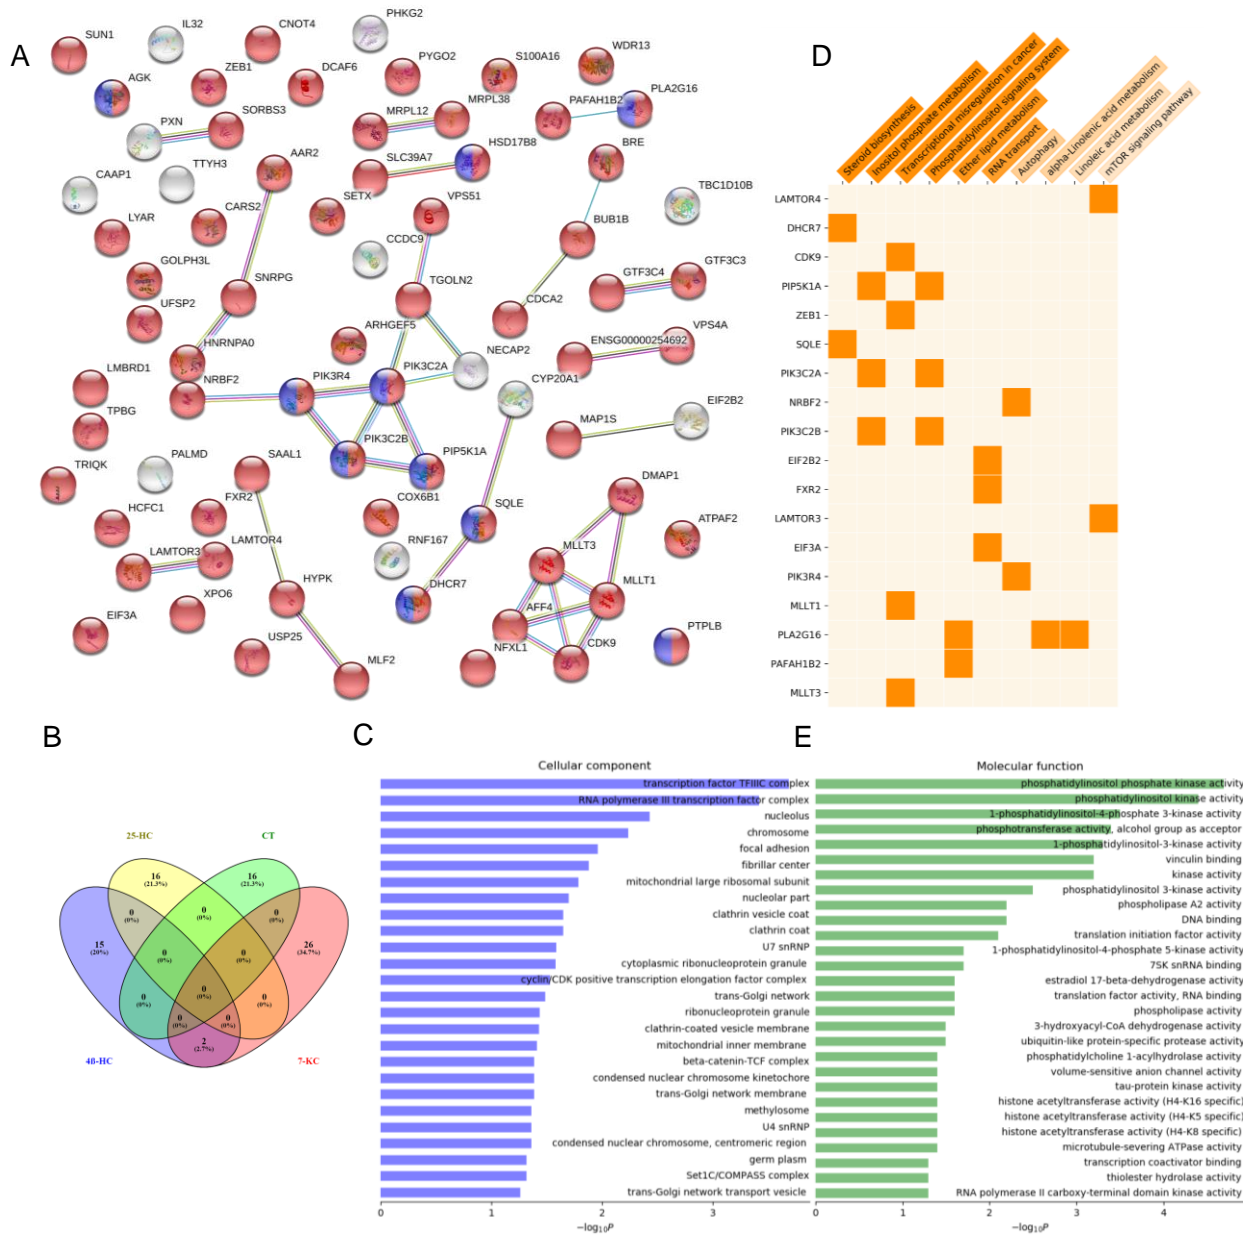 A
SUN1
IL32
CNOT4
PHKG2
AGK
ZEB1
DCAF6
PYGO2
S100A16
WDR13
PXN
SORBS3
MRPL12
MRPL38
PAFAH1B2
PLA2G16
TTYH3
AAR2
SLC39A7
HSD17B8
BRE
CAAP1
CARS2
SETX
VPS51
TBC1D10B
LYAR
CCDC9
BUB1B
GOLPH3L
SNRPG
TGOLN2
GTF3C4
GTF3C3
UFSP2
CDCA2
ARHGEF5
HNRNPA0
NECAP2
ENSG00000254692
VPS4A
LMBRD1
NRBF2
PIK3R4
PIK3C2A
CYP20A1
TPBG
MAP1S
EIF2B2
PIK3C2B
PIP5K1A
TRIQK
PALMD
SAAL1
COX6B1
SQLE
DMAP1
HCFC1
FXR2
RNF167
ATPAF2
LAMTOR3
LAMTOR4
MLLT3
DHCR7
MLLT1
XPO6
HYPK
AFF4
EIF3A
USP25
NFXL1
CDK9
PTPLB
MLF2
D
Steroid biosynthesis
Inositol phosphate metabolism
Transcriptional misregulation in cancer
Phosphatidylinositol signaling system
Ether lipid metabolism
RNA transport
Autophagy
alpha-Linolenic acid metabolism
Linoleic acid metabolism
mTOR signaling pathway
LAMTOR4
DHCR7
CDK9
PIP5K1A
ZEB1
SQLE
PIK3C2A
NRBF2
PIK3C2B
EIF2B2
FXR2
LAMTOR3
EIF3A
PIK3R4
MLLT1
PLA2G16
PAFAH1B2
MLLT3
B
25-HC
CT
16
(21.3%)
16
(21.3%)
0
(0%)
0
(0%)
0
(0%)
15
(20%)
26
(34.7%)
0
(0%)
0
(0%)
0
(0%)
0
(0%)
0
(0%)
0
(0%)
0
(0%)
2
(2.7%)
4ß-HC
7-KC
C
Cellular component
transcription factor TFIIIC complex
RNA polymerase III transcription factor complex
nucleolus
chromosome
focal adhesion
fibrillar center
mitochondrial large ribosomal subunit
nucleolar part
clathrin vesicle coat
clathrin coat
U7 snRNP
cytoplasmic ribonucleoprotein granule
cyclin/CDK positive transcription elongation factor complex
trans-Golgi network
ribonucleoprotein granule
clathrin-coated vesicle membrane
mitochondrial inner membrane
beta-catenin-TCF complex
condensed nuclear chromosome kinetochore
trans-Golgi network membrane
methylosome
U4 snRNP
condensed nuclear chromosome, centromeric region
germ plasm
Set1C/COMPASS complex
trans-Golgi network transport vesicle
0 1 2 3
−log₁₀P
E
Molecular function
phosphatidylinositol phosphate kinase activity
phosphatidylinositol kinase activity
1-phosphatidylinositol-4-phosphate 3-kinase activity
phosphotransferase activity, alcohol group as acceptor
1-phosphatidylinositol-3-kinase activity
vinculin binding
kinase activity
phosphatidylinositol 3-kinase activity
phospholipase A2 activity
DNA binding
translation initiation factor activity
1-phosphatidylinositol-4-phosphate 5-kinase activity
7SK snRNA binding
estradiol 17-beta-dehydrogenase activity
translation factor activity, RNA binding
phospholipase activity
3-hydroxyacyl-CoA dehydrogenase activity
ubiquitin-like protein-specific protease activity
phosphatidylcholine 1-acylhydrolase activity
volume-sensitive anion channel activity
tau-protein kinase activity
histone acetyltransferase activity (H4-K16 specific)
histone acetyltransferase activity (H4-K5 specific)
histone acetyltransferase activity (H4-K8 specific)
microtubule-severing ATPase activity
transcription coactivator binding
thiolester hydrolase activity
RNA polymerase II carboxy-terminal domain kinase activity
0 1 2 3 4
−log₁₀P